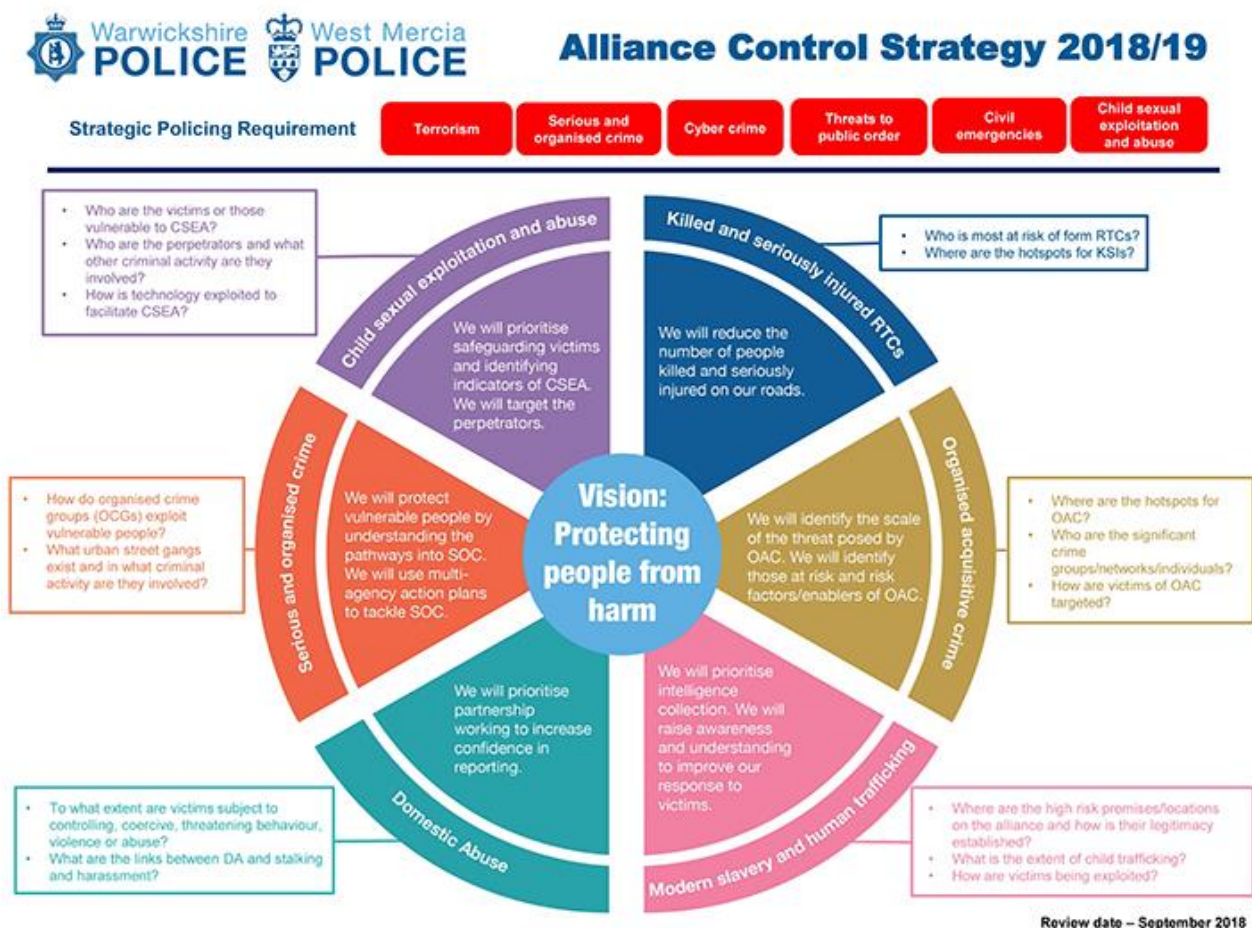 Warwickshire
POLICE
West Mercia
POLICE
Alliance Control Strategy 2018/19
Strategic Policing Requirement
Terrorism
Serious and
organised crime
Cyber crime
Threats to
public order
Civil
emergencies
Child sexual
exploitation
and abuse
• Who are the victims or those
vulnerable to CSEA?
• Who are the perpetrators and what
other criminal activity are they
involved?
• How is technology exploited to
facilitate CSEA?
Child sexual exploitation and abuse
We will prioritise
safeguarding victims
and identifying
indicators of CSEA.
We will target the
perpetrators.
Killed and seriously injured RTCs
We will reduce the
number of people
killed and seriously
injured on our roads.
• Who is most at risk of form RTCs?
• Where are the hotspots for KSIs?
• How do organised crime
groups (OCGs) exploit
vulnerable people?
• What urban street gangs
exist and in what criminal
activity are they involved?
Serious and organised crime
We will protect
vulnerable people by
understanding the
pathways into SOC.
We will use multi-
agency action plans
to tackle SOC.
Vision:
Protecting
people from
harm
We will identify the scale
of the threat posed by
OAC. We will identify
those at risk and risk
factors/enablers of OAC.
Organised acquisitive crime
• Where are the hotspots for
OAC?
• Who are the significant
crime
groups/networks/individuals?
• How are victims of OAC
targeted?
• To what extent are victims subject to
controlling, coercive, threatening behaviour,
violence or abuse?
• What are the links between DA and stalking
and harassment?
Domestic Abuse
We will prioritise
partnership
working to increase
confidence in
reporting.
We will prioritise
intelligence
collection. We will
raise awareness
and understanding
to improve our
response to
victims.
Modern slavery and human trafficking
• Where are the high risk premises/locations
on the alliance and how is their legitimacy
established?
• What is the extent of child trafficking?
• How are victims being exploited?
Review date – September 2018